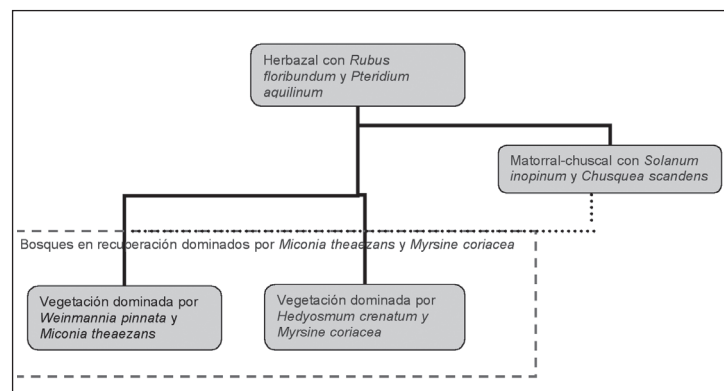 Herbazal con Rubus
floribundum y Pteridium
aquilinum
Matorral-chuscal con Solanum
inopinum y Chusquea scandens
Bosques en recuperación dominados por Miconia theaezans y Myrsine coriacea
Vegetación dominada por
Weinmannia pinnata y
Miconia theaezans
Vegetación dominada por
Hedyosmum crenatum y
Myrsine coriacea